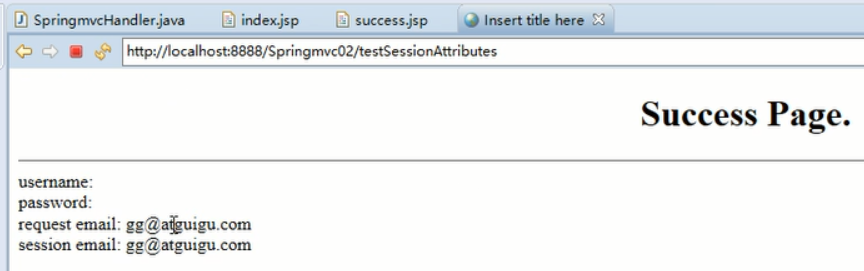 SpringmvcHandler.java index.jsp success.jsp Insert title here
http://localhost:8888/Springmvc02/testSessionAttributes
Success Page.
username:
password:
request email: gg@atguigu.com
session email: gg@atguigu.com